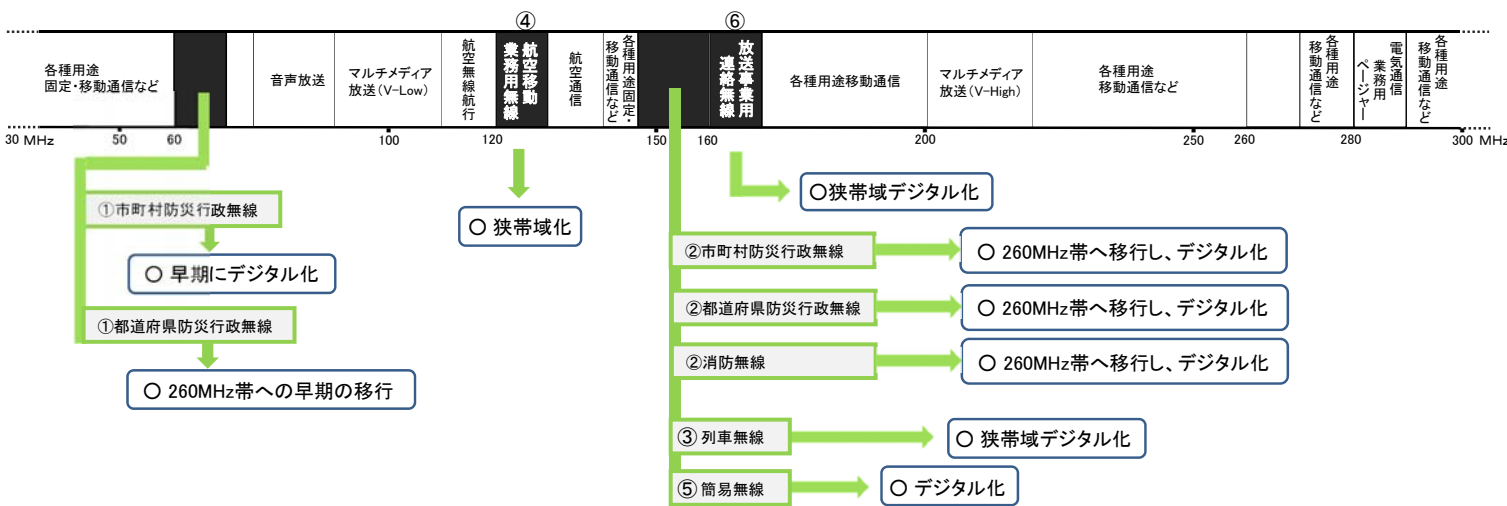 ④
⑥
各種用途
固定・移動通信など
音声放送
マルチメディア
放送(V-Low)
航空無線航行
航空移動
業務用無線
航空通信
各種用途固定・
移動通信など
放送事業用
連絡無線
各種用途移動通信
マルチメディア
放送(V-High)
各種用途
移動通信など
各種用途
移動通信など
電気通信
業務用
ページャー
各種用途
移動通信など
30 MHz
50
60
100
120
150
160
200
250
260
280
300 MHz
①市町村防災行政無線
○ 早期にデジタル化
①都道府県防災行政無線
○ 260MHz帯への早期の移行
○ 狭帯域化
○狭帯域デジタル化
②市町村防災行政無線
○ 260MHz帯へ移行し、デジタル化
②都道府県防災行政無線
○ 260MHz帯へ移行し、デジタル化
②消防無線
○ 260MHz帯へ移行し、デジタル化
③列車無線
○ 狭帯域デジタル化
⑤簡易無線
○ デジタル化